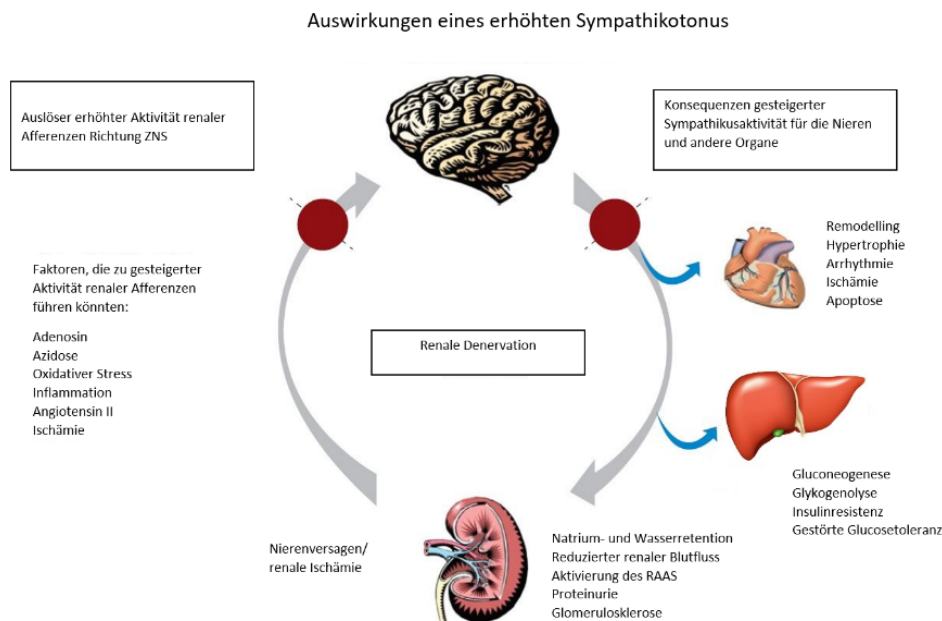 Auswirkungen eines erhöhten Sympathikotonus
Auslöser erhöhter Aktivität renaler
Afferenzen Richtung ZNS
Konsequenzen gesteigerter
Sympathikusaktivität für die Nieren
und andere Organe
Remodelling
Hypertrophie
Arrhythmie
Ischämie
Apoptose
Faktoren, die zu gesteigerter
Aktivität renaler Afferenzen
führen könnten:
Adenosin
Azidose
Oxidativer Stress
Inflammation
Angiotensin II
Ischämie
Renale Denervation
Gluconeogenese
Glykogenolyse
Insulinresistenz
Gestörte Glucosetoleranz
Nierenversagen/
renale Ischämie
Natrium- und Wasserretention
Reduzierter renaler Blutfluss
Aktivierung des RAAS
Proteinurie
Glomerulosklerose